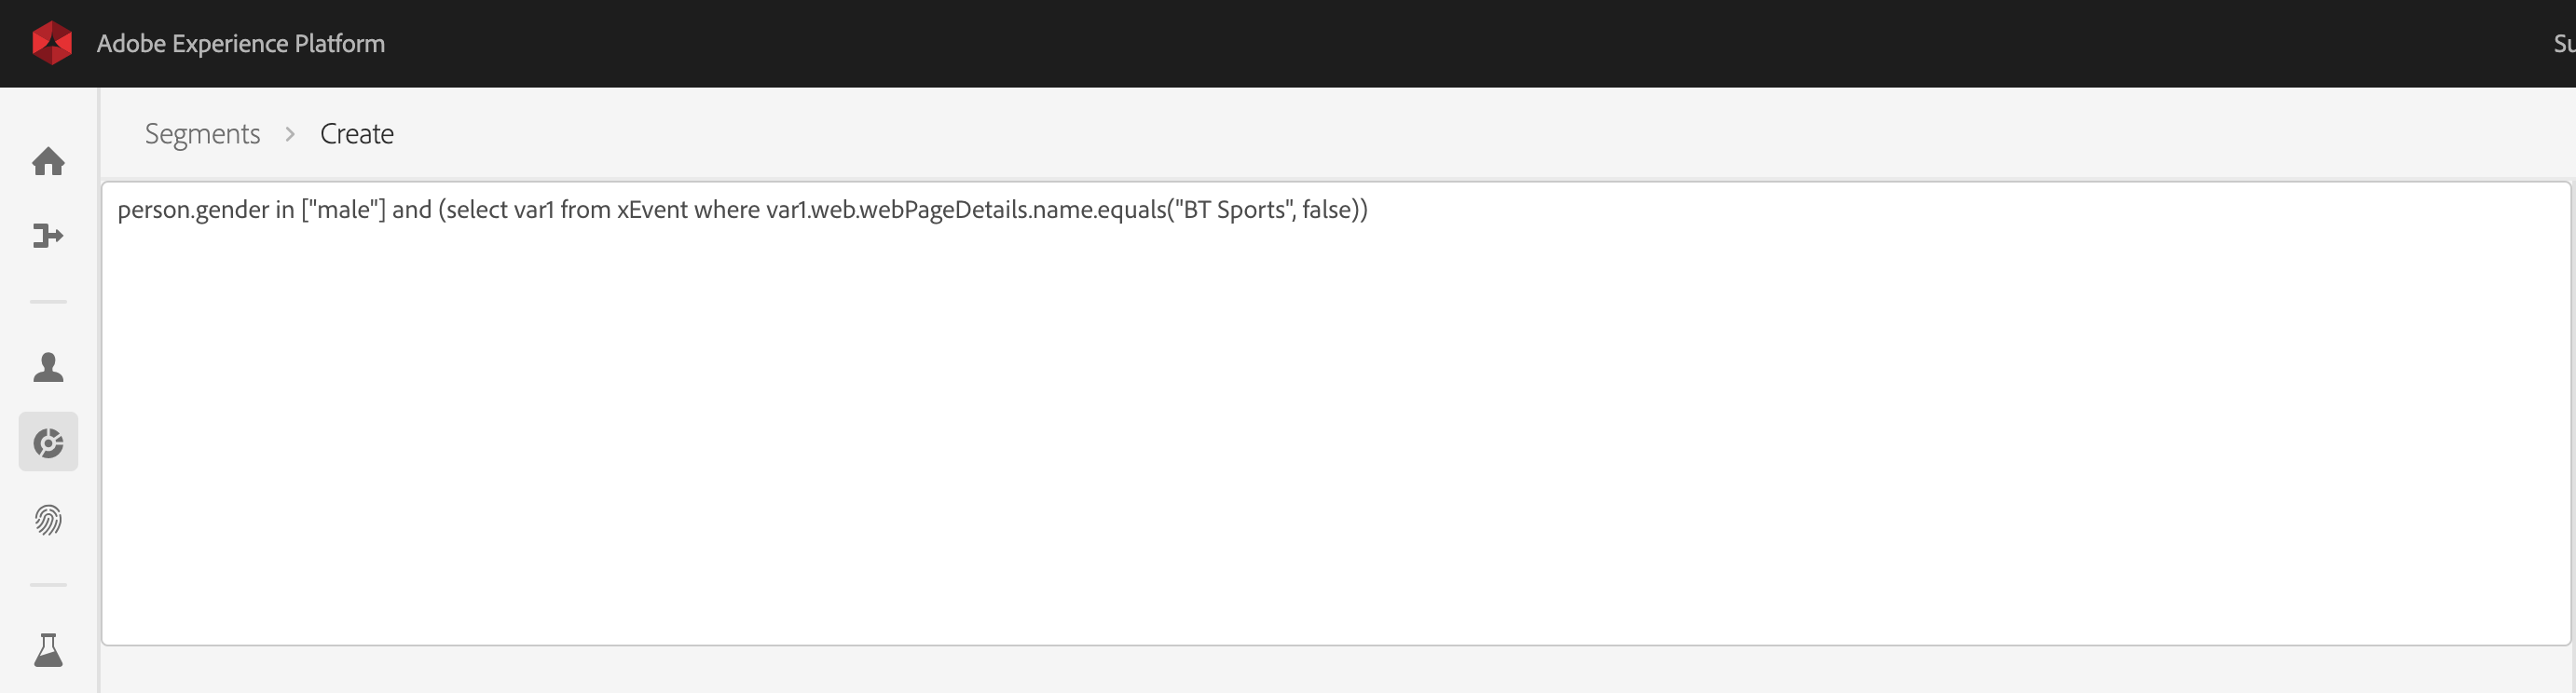 Adobe Experience Platform
Su
Segments > Create
person.gender in ["male"] and (select var1 from xEvent where var1.web.webPageDetails.name.equals("BT Sports", false))